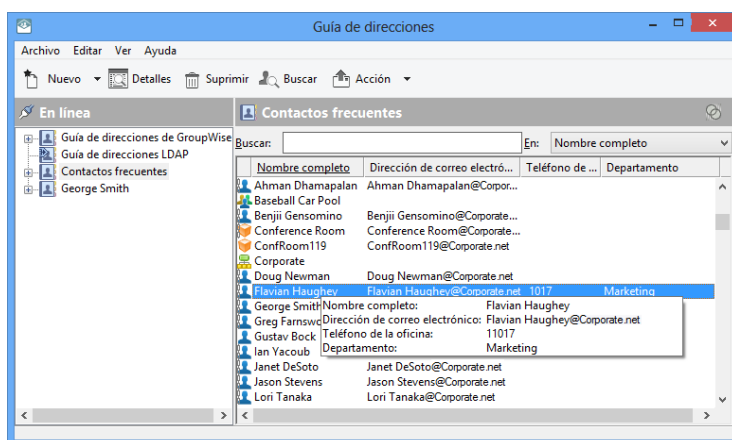 Guía de direcciones
Archivo Editar Ver Ayuda
Nuevo Detalles Suprimir Buscar Acción
En línea
Guía de direcciones de GroupWise
Guía de direcciones LDAP
Contactos frecuentes
George Smith
Contactos frecuentes
Buscar: En: Nombre completo
Nombre completo Dirección de correo electró... Teléfono de ... Departamento
Ahman Dhamapalan Ahman Dhamapalan@Corpor...
Baseball Car Pool
Benjii Gensomino Benjii Gensomino@Corporate...
Conference Room Conference Room@Corporate...
ConfRoom119 ConfRoom119@Corporate.net
Corporate
Doug Newman Doug Newman@Corporate.net
Flavian Haughey Flavian Haughey@Corporate.net 1017 Marketing
George Smith
Nombre completo: Flavian Haughey
Greg Farnswo
Dirección de correo electrónico: Flavian Haughey@Corporate.net
Gustav Bock
Teléfono de la oficina: 11017
Ian Yacoub
Departamento: Marketing
Janet DeSoto Janet DeSoto@Corporate.net
Jason Stevens Jason Stevens@Corporate.net
Lori Tanaka Lori Tanaka@Corporate.net